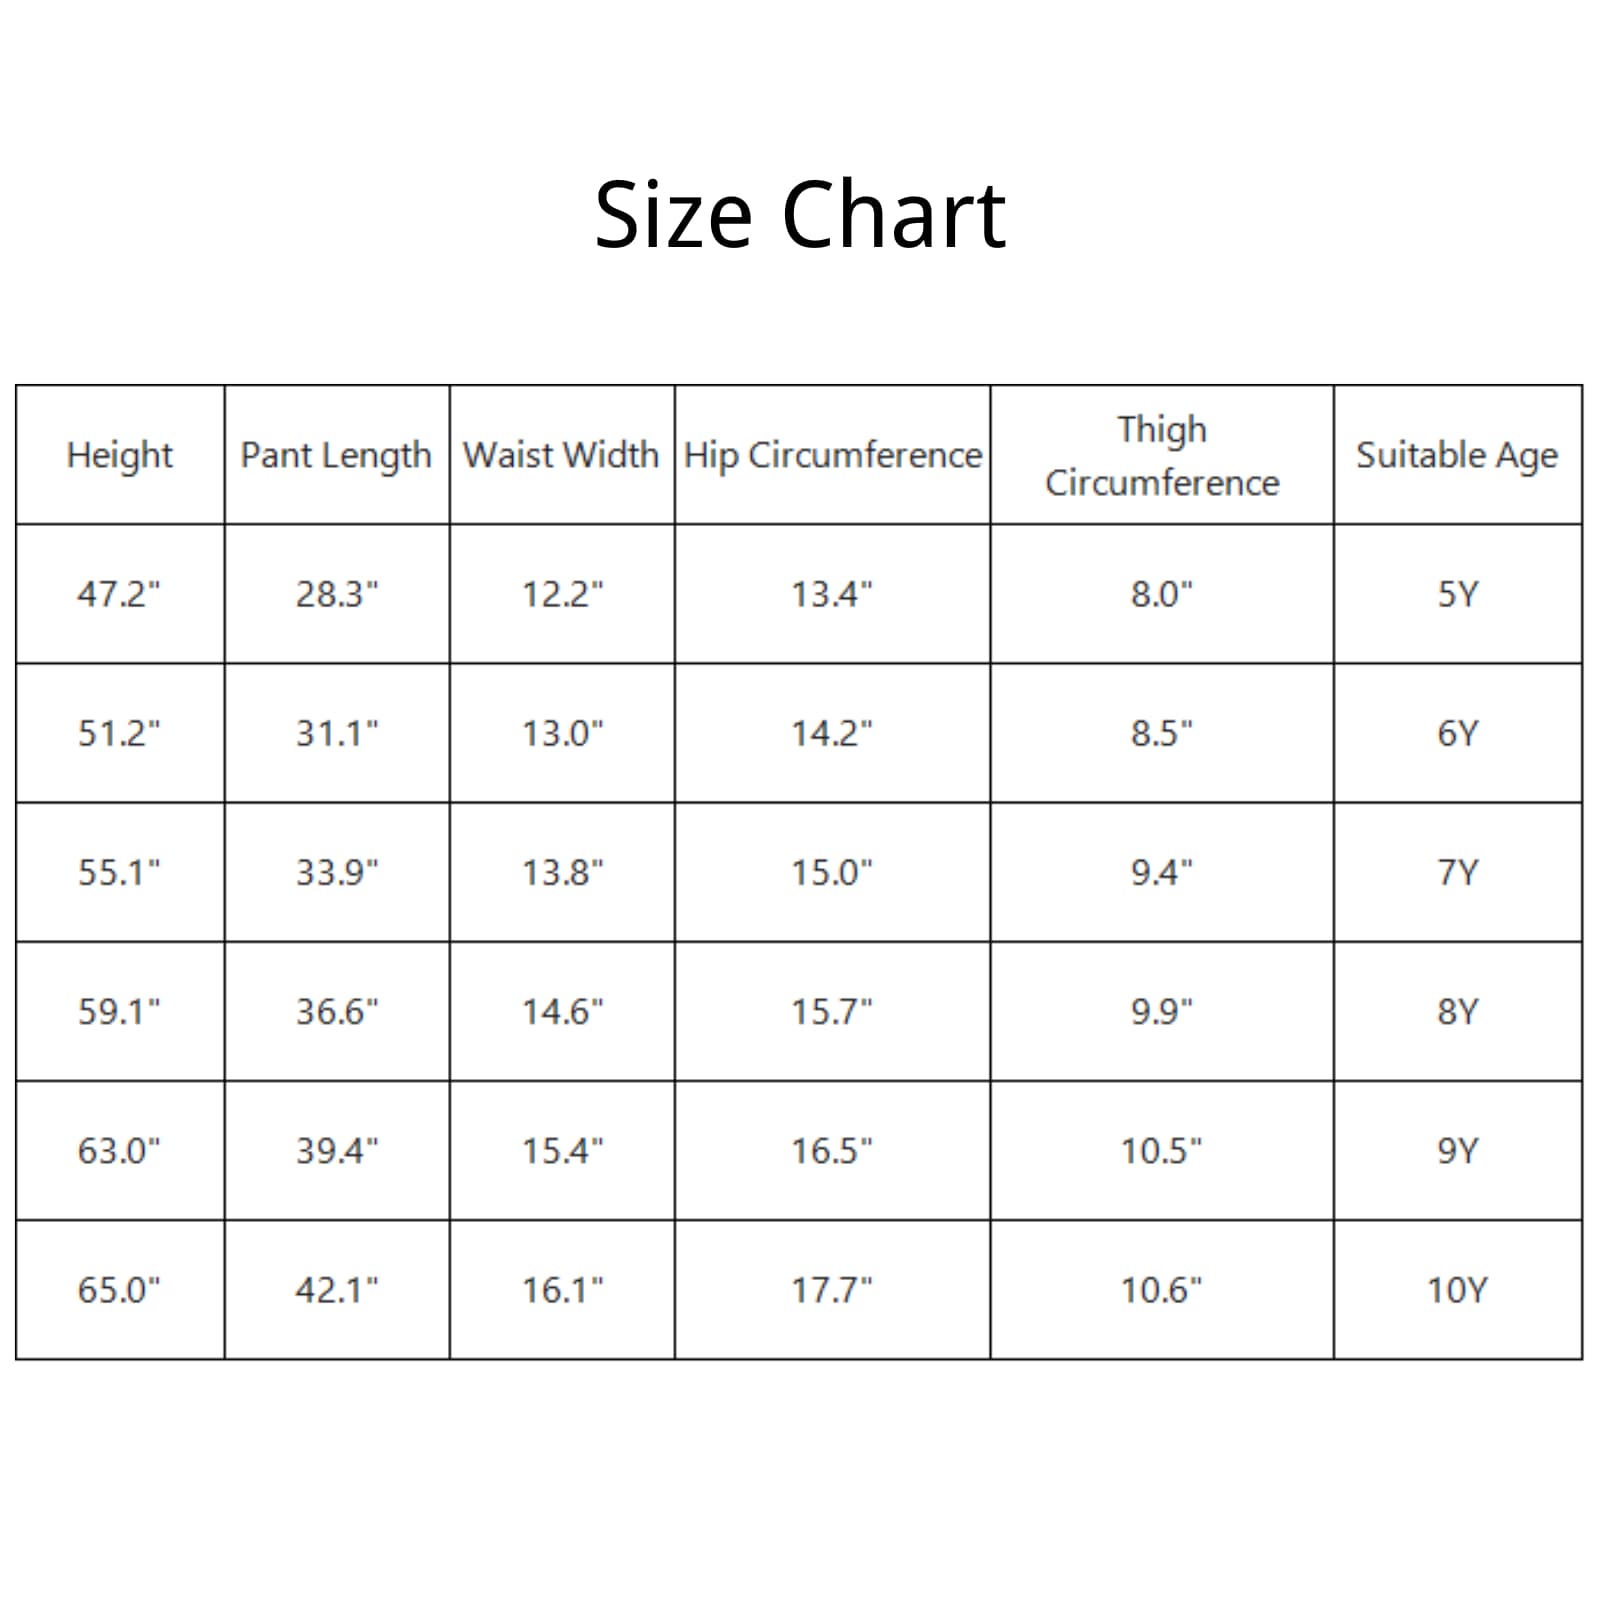 Size Chart
Height Pant Length Waist Width Hip Circumference Thigh Circumference Suitable Age
47.2" 28.3" 12.2" 13.4" 8.0" 5Y
51.2" 31.1" 13.0" 14.2" 8.5" 6Y
55.1" 33.9" 13.8" 15.0" 9.4" 7Y
59.1" 36.6" 14.6" 15.7" 9.9" 8Y
63.0" 39.4" 15.4" 16.5" 10.5" 9Y
65.0" 42.1" 16.1" 17.7" 10.6" 10Y